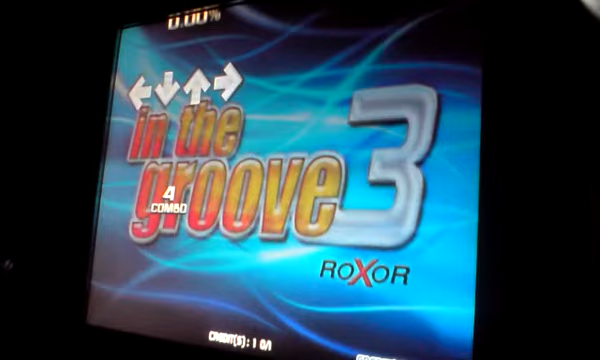 0.00%
in the
groove 3
4
COMBO
ROXOR
CREDIT(S): 1 0/1